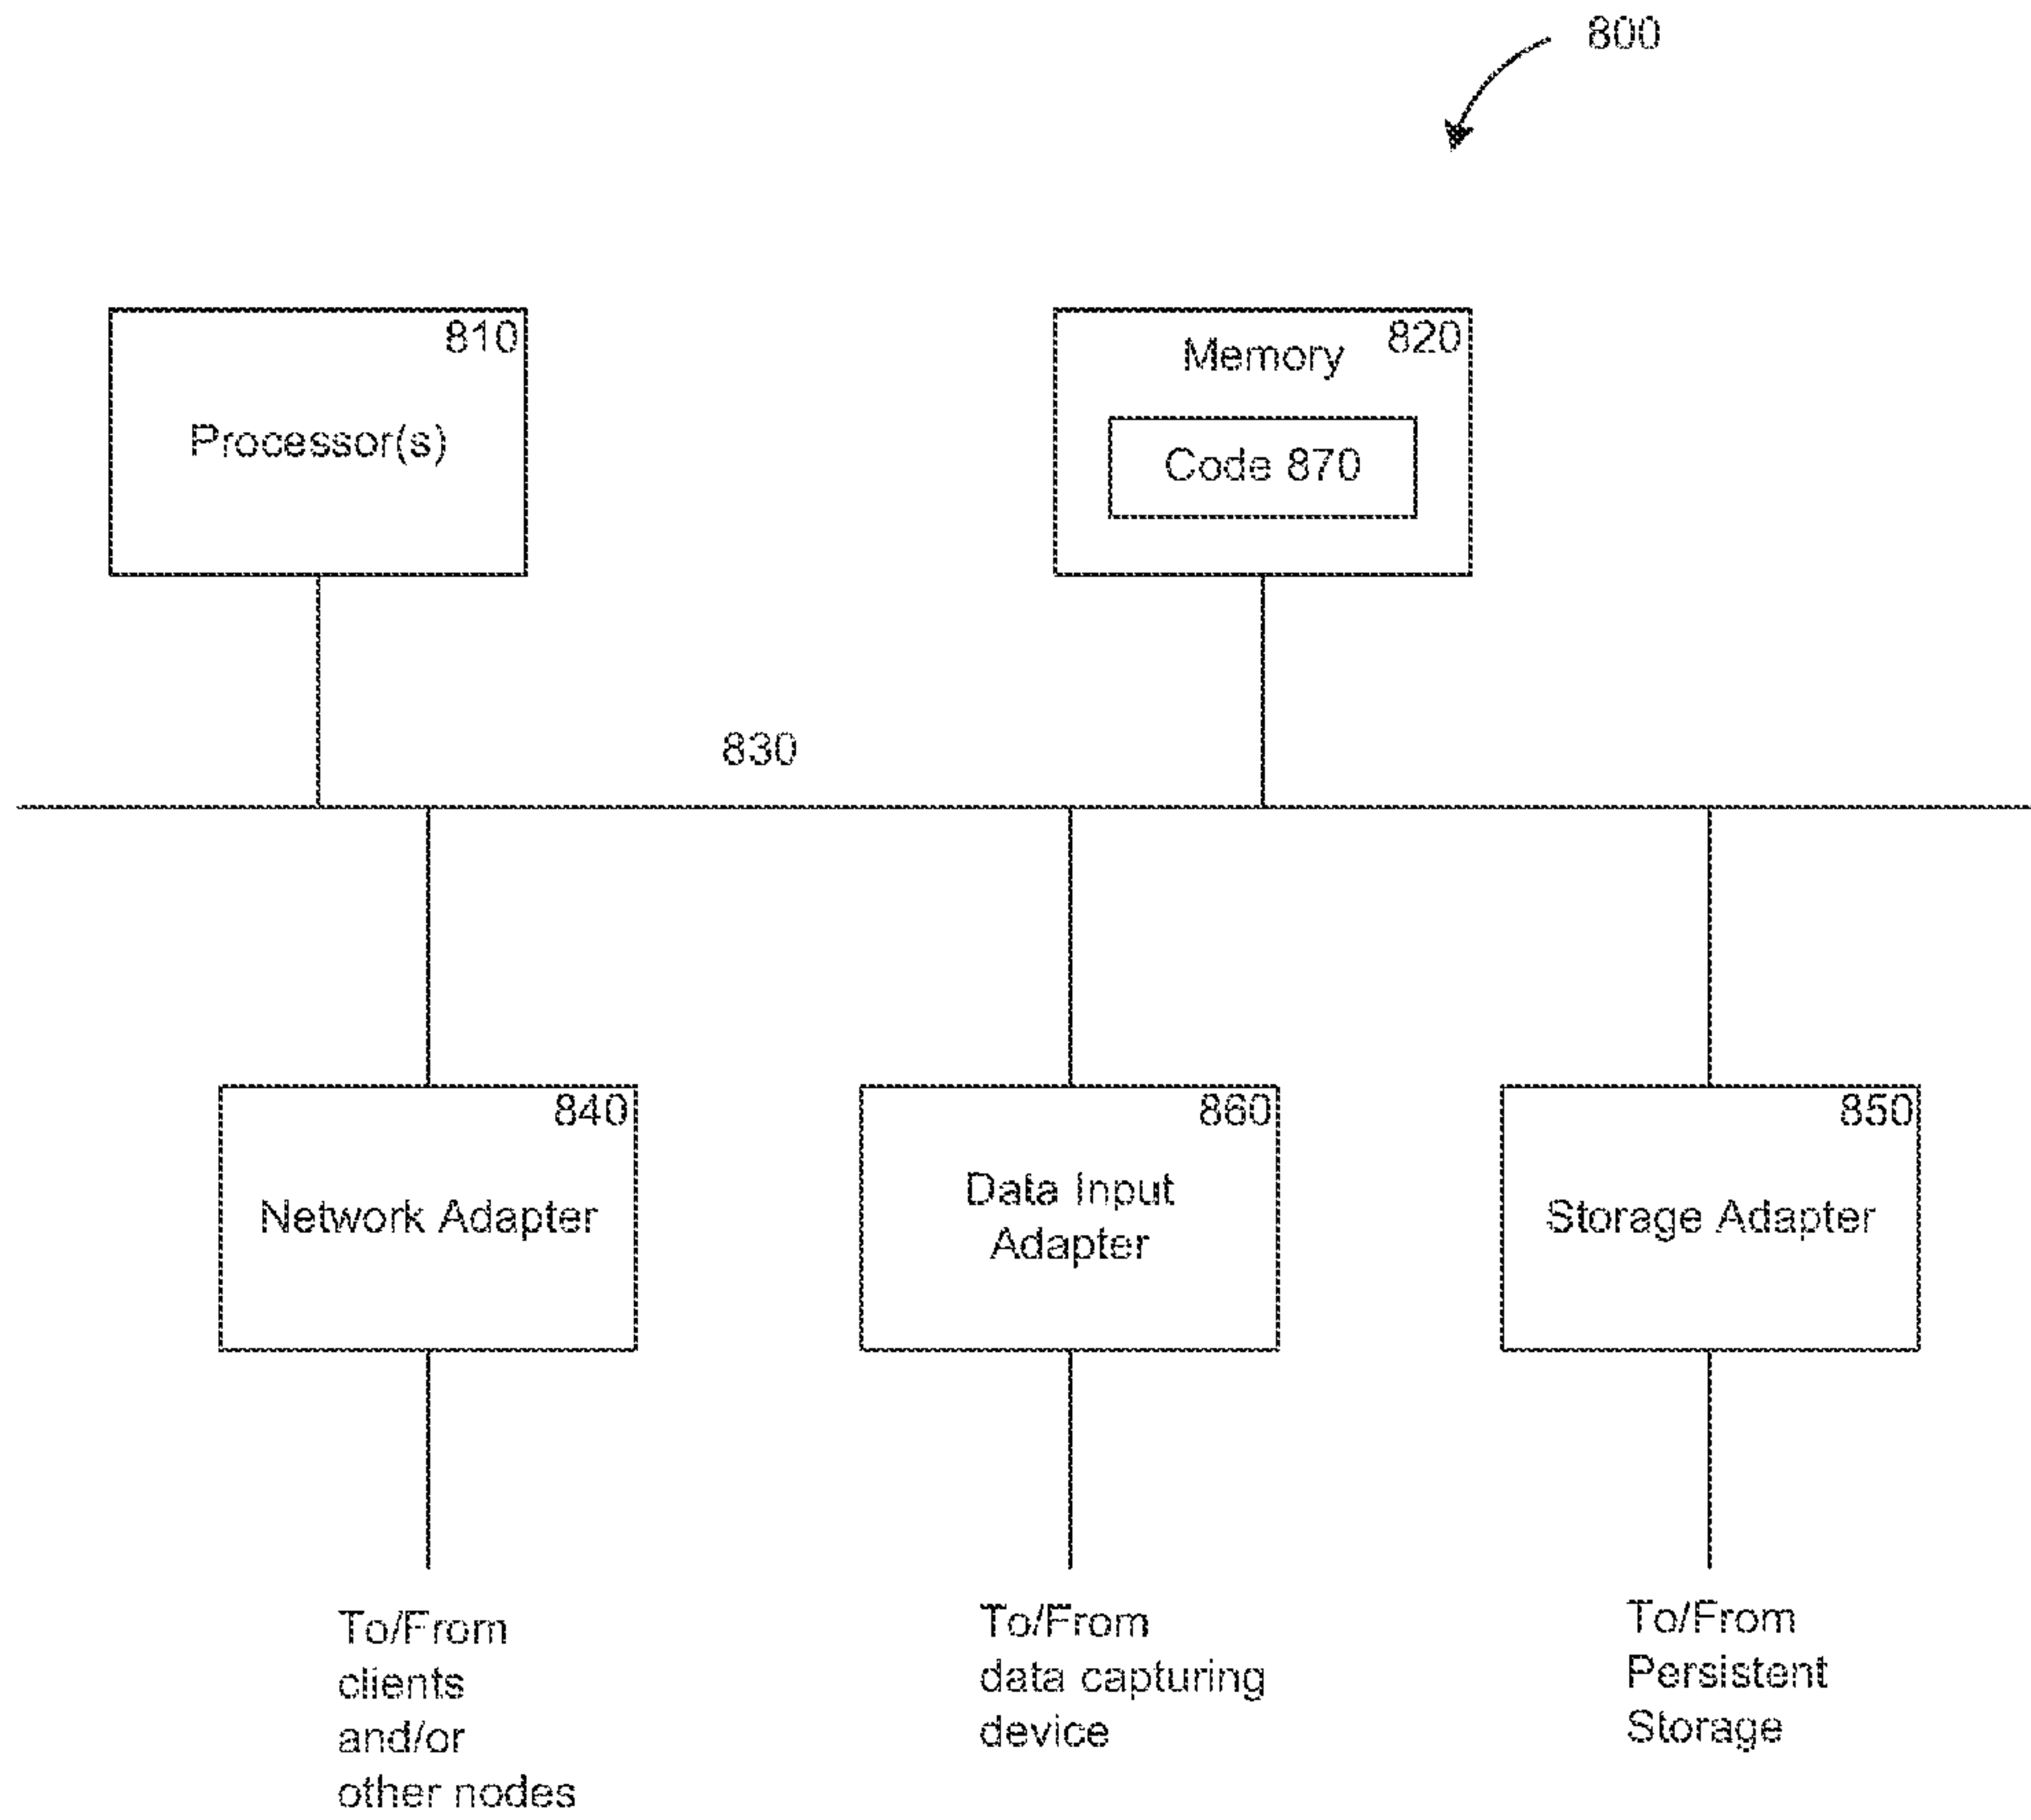 800
810
Processor(s)
820
Memory
Code 870
830
840
Network Adapter
860
Data Input
Adapter
850
Storage Adapter
To/From
clients
and/or
other nodes
To/From
data capturing
device
To/From
Persistent
Storage